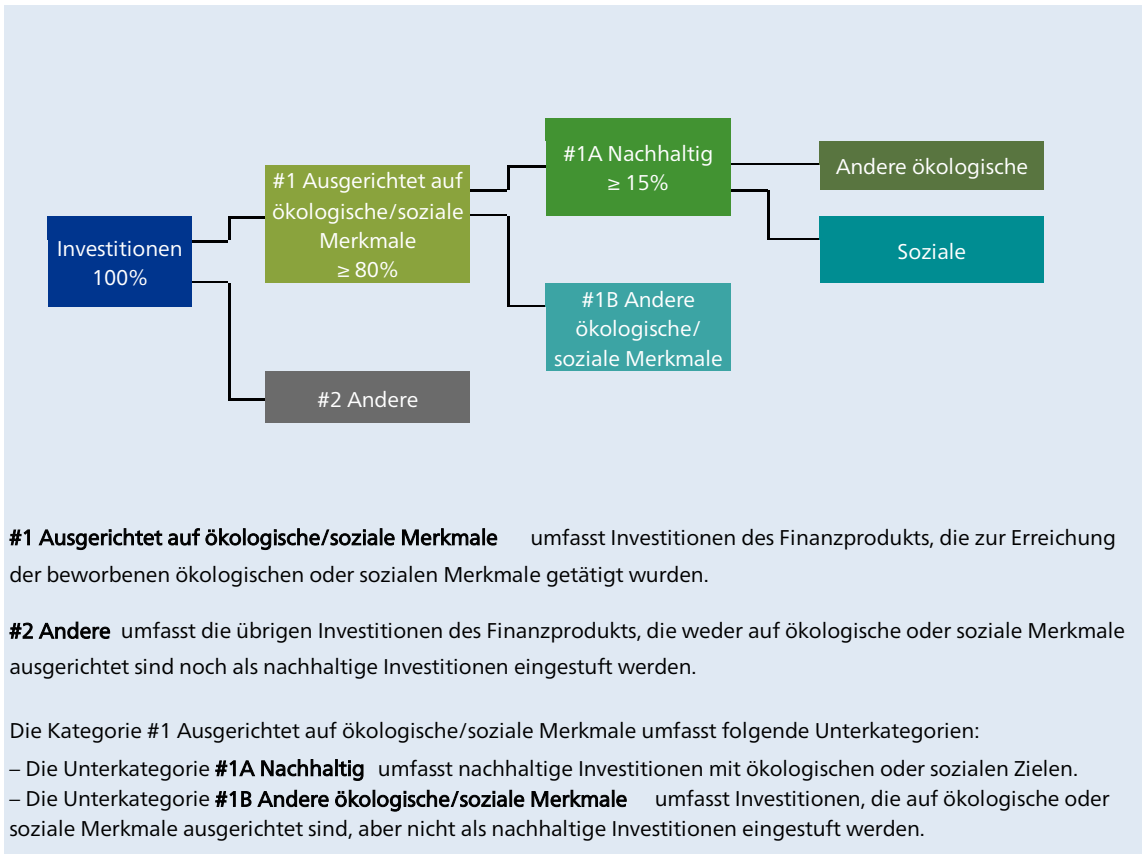 #1A Nachhaltig
≥ 15%
Andere ökologische
#1 Ausgerichtet auf
ökologische/soziale
Merkmale
≥ 80%
Investitionen
100%
Soziale
#1B Andere
ökologische/
soziale Merkmale
#2 Andere
#1 Ausgerichtet auf ökologische/soziale Merkmale umfasst Investitionen des Finanzprodukts, die zur Erreichung
der beworbenen ökologischen oder sozialen Merkmale getätigt wurden.
#2 Andere umfasst die übrigen Investitionen des Finanzprodukts, die weder auf ökologische oder soziale Merkmale
ausgerichtet sind noch als nachhaltige Investitionen eingestuft werden.
Die Kategorie #1 Ausgerichtet auf ökologische/soziale Merkmale umfasst folgende Unterkategorien:
– Die Unterkategorie #1A Nachhaltig umfasst nachhaltige Investitionen mit ökologischen oder sozialen Zielen.
– Die Unterkategorie #1B Andere ökologische/soziale Merkmale umfasst Investitionen, die auf ökologische oder
soziale Merkmale ausgerichtet sind, aber nicht als nachhaltige Investitionen eingestuft werden.